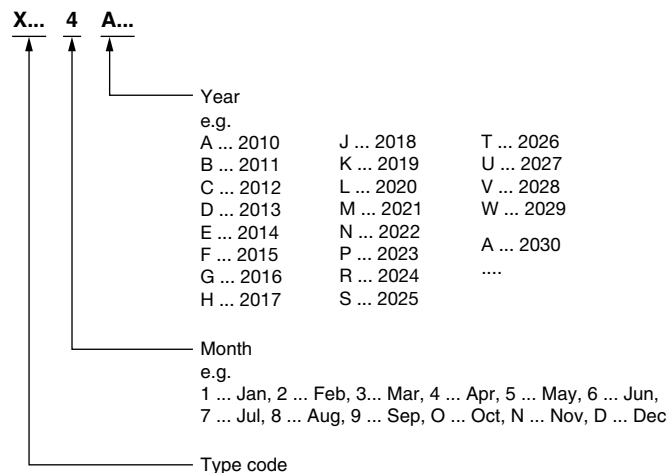 X... 4 A...
Year
e.g.
A ... 2010 J ... 2018 T ... 2026
B ... 2011 K ... 2019 U ... 2027
C ... 2012 L ... 2020 V ... 2028
D ... 2013 M ... 2021 W ... 2029
E ... 2014 N ... 2022
F ... 2015 P ... 2023 A ... 2030
G ... 2016 R ... 2024 ....
H ... 2017 S ... 2025
Month
e.g.
1 ... Jan, 2 ... Feb, 3... Mar, 4 ... Apr, 5 ... May, 6 ... Jun,
7 ... Jul, 8 ... Aug, 9 ... Sep, O ... Oct, N ... Nov, D ... Dec
Type code